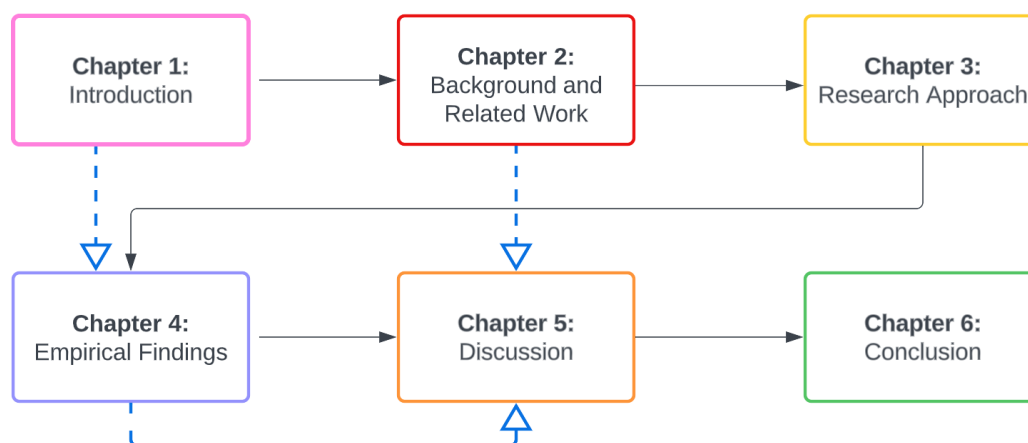 Chapter 1:
Introduction
Chapter 2:
Background and
Related Work
Chapter 3:
Research Approach
Chapter 4:
Empirical Findings
Chapter 5:
Discussion
Chapter 6:
Conclusion